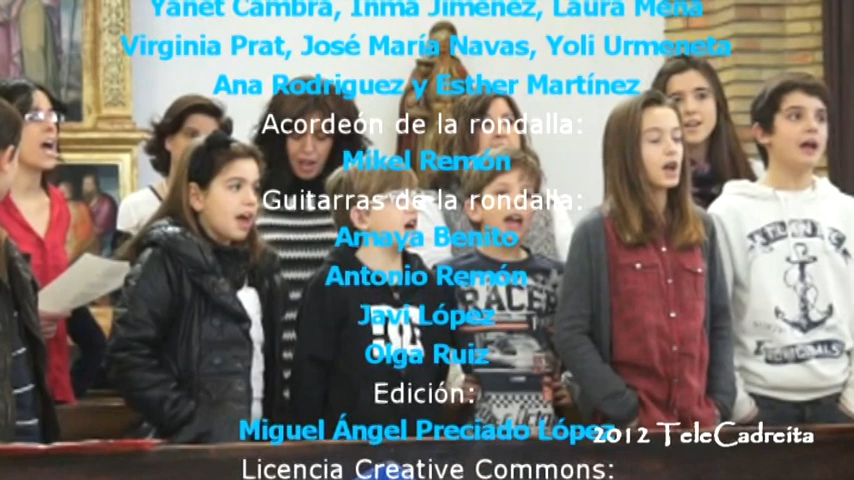 Yanet Cambra, Inma Jiménez, Laura Mena
Virginia Prat, José María Navas, Yoli Urmeneta
Ana Rodriguez y Esther Martínez
Acordeón de la rondalla:
Mikel Remón
Guitarras de la rondalla:
Amaya Benito
Antonio Remón
Javi López
Olga Ruiz
RACER
Edición:
Miguel Ángel Preciado López
2012 TeleCadreita
Licencia Creative Commons: